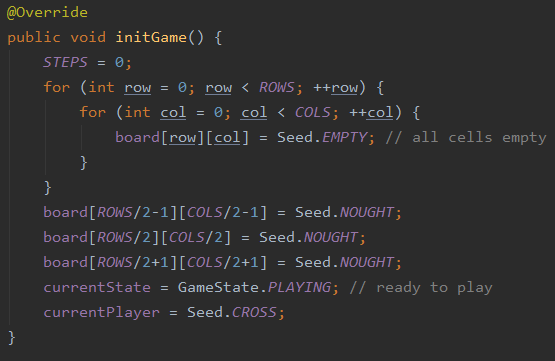 @Override
public void initGame() {
    STEPS = 0;
    for (int row = 0; row < ROWS; ++row) {
        for (int col = 0; col < COLS; ++col) {
            board[row][col] = Seed.EMPTY; // all cells empty
        }
    }
    board[ROWS/2-1][COLS/2-1] = Seed.NOUGHT;
    board[ROWS/2][COLS/2] = Seed.NOUGHT;
    board[ROWS/2+1][COLS/2+1] = Seed.NOUGHT;
    currentState = GameState.PLAYING; // ready to play
    currentPlayer = Seed.CROSS;
}